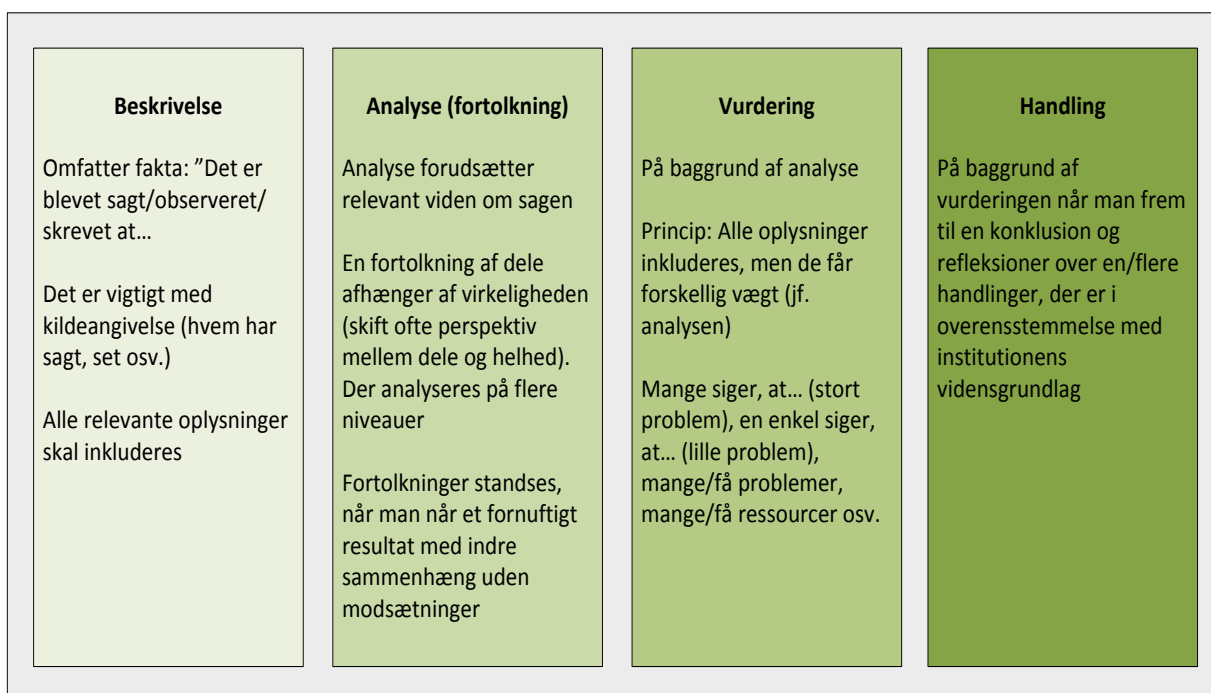 Beskrivelse
Omfatter fakta: ”Det er
blevet sagt/observeret/
skrevet at…
Det er vigtigt med
kildeangivelse (hvem har
sagt, set osv.)
Alle relevante oplysninger
skal inkluderes
Analyse (fortolkning)
Analyse forudsætter
relevant viden om sagen
En fortolkning af dele
afhænger af virkeligheden
(skift ofte perspektiv
mellem dele og helhed).
Der analyseres på flere
niveauer
Fortolkninger standses,
når man når et fornuftigt
resultat med indre
sammenhæng uden
modsætninger
Vurdering
På baggrund af analyse
Princip: Alle oplysninger
inkluderes, men de får
forskellig vægt (jf.
analysen)
Mange siger, at… (stort
problem), en enkel siger,
at… (lille problem),
mange/få problemer,
mange/få ressourcer osv.
Handling
På baggrund af
vurderingen når man frem
til en konklusion og
refleksioner over en/flere
handlinger, der er i
overensstemmelse med
institutionens
vidensgrundlag